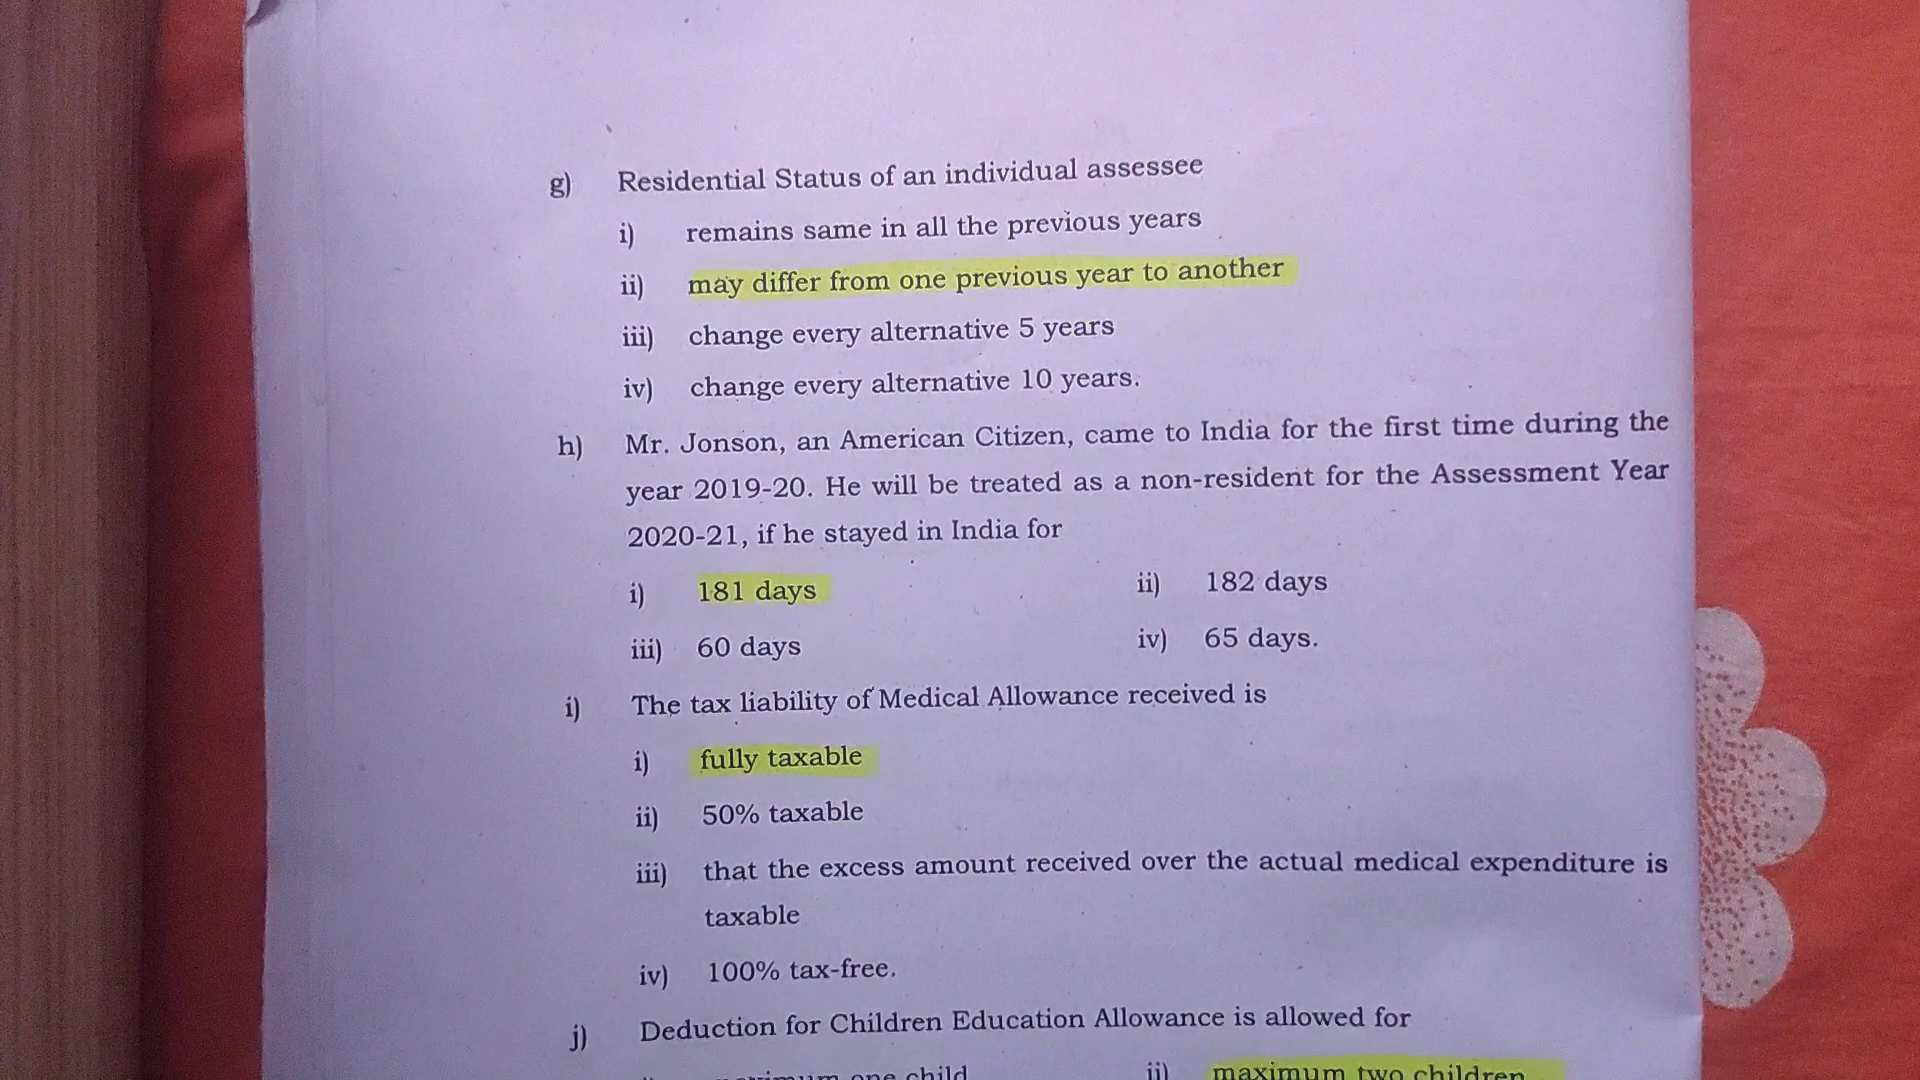 g) Residential Status of an individual assessee
i) remains same in all the previous years
ii) may differ from one previous year to another
iii) change every alternative 5 years
iv) change every alternative 10 years.
h) Mr. Jonson, an American Citizen, came to India for the first time during the
year 2019-20. He will be treated as a non-resident for the Assessment Year
2020-21, if he stayed in India for
i) 181 days ii) 182 days
iii) 60 days iv) 65 days.
i) The tax liability of Medical Allowance received is
i) fully taxable
ii) 50% taxable
iii) that the excess amount received over the actual medical expenditure is
taxable
iv) 100% tax-free.
j) Deduction for Children Education Allowance is allowed for
one child ii) maximum two children